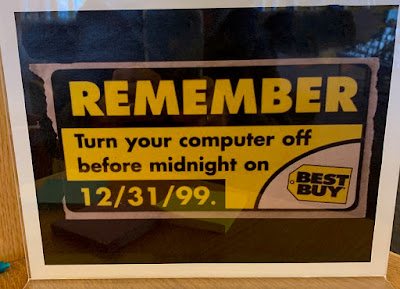 REMEMBER
Turn your computer off
before midnight on
12/31/99.
BEST
BUY